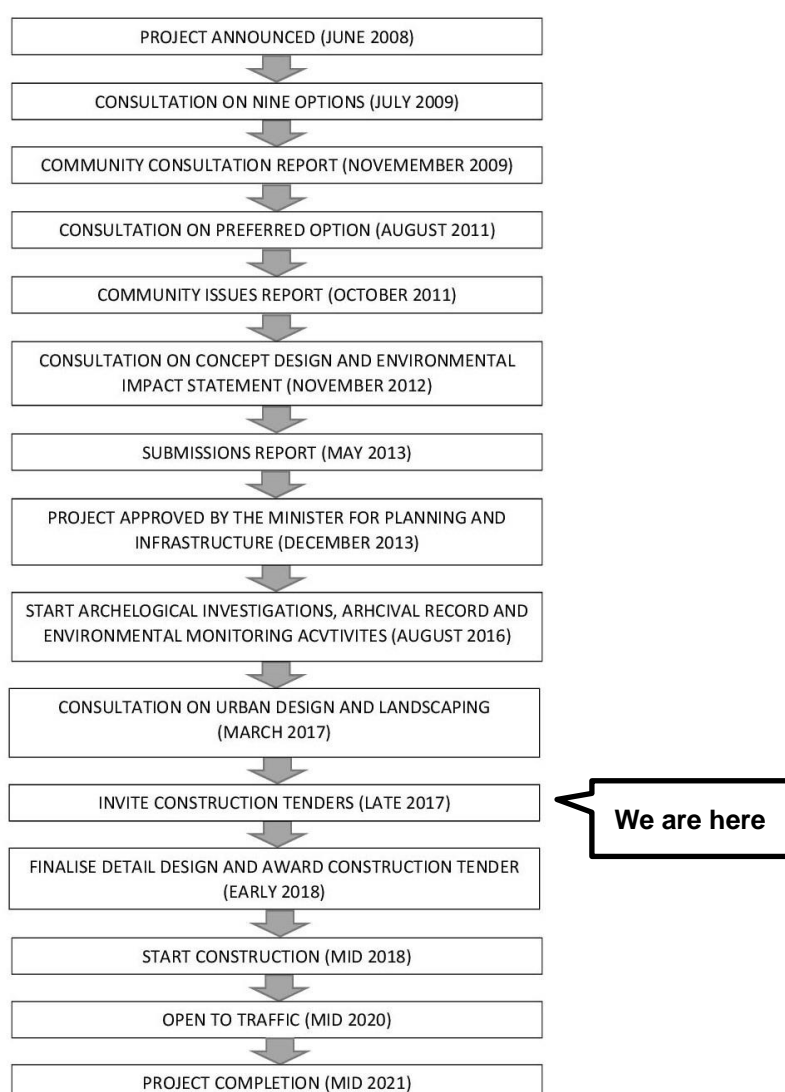 PROJECT ANNOUNCED (JUNE 2008)
CONSULTATION ON NINE OPTIONS (JULY 2009)
COMMUNITY CONSULTATION REPORT (NOVEMEMBER 2009)
CONSULTATION ON PREFERRED OPTION (AUGUST 2011)
COMMUNITY ISSUES REPORT (OCTOBER 2011)
CONSULTATION ON CONCEPT DESIGN AND ENVIRONMENTAL
IMPACT STATEMENT (NOVEMBER 2012)
SUBMISSIONS REPORT (MAY 2013)
PROJECT APPROVED BY THE MINISTER FOR PLANNING AND
INFRASTRUCTURE (DECEMBER 2013)
START ARCHELOGICAL INVESTIGATIONS, ARHCIVAL RECORD AND
ENVIRONMENTAL MONITORING ACVTIVITES (AUGUST 2016)
CONSULTATION ON URBAN DESIGN AND LANDSCAPING
(MARCH 2017)
INVITE CONSTRUCTION TENDERS (LATE 2017)
We are here
FINALISE DETAIL DESIGN AND AWARD CONSTRUCTION TENDER
(EARLY 2018)
START CONSTRUCTION (MID 2018)
OPEN TO TRAFFIC (MID 2020)
PROJECT COMPLETION (MID 2021)